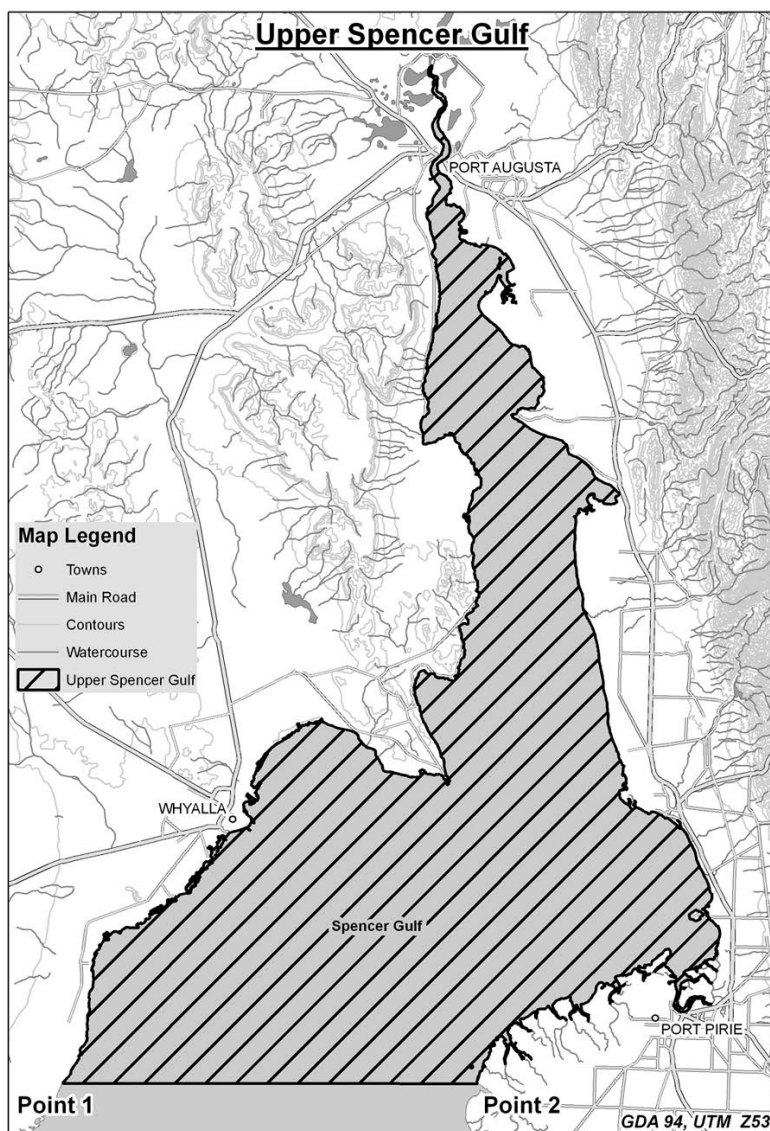 Upper Spencer Gulf
PORT AUGUSTA
Map Legend
Towns
Main Road
Contours
Watercourse
Upper Spencer Gulf
WHYALLA
Spencer Gulf
PORT PIRIE
Point 1
Point 2
GDA 94, UTM Z53